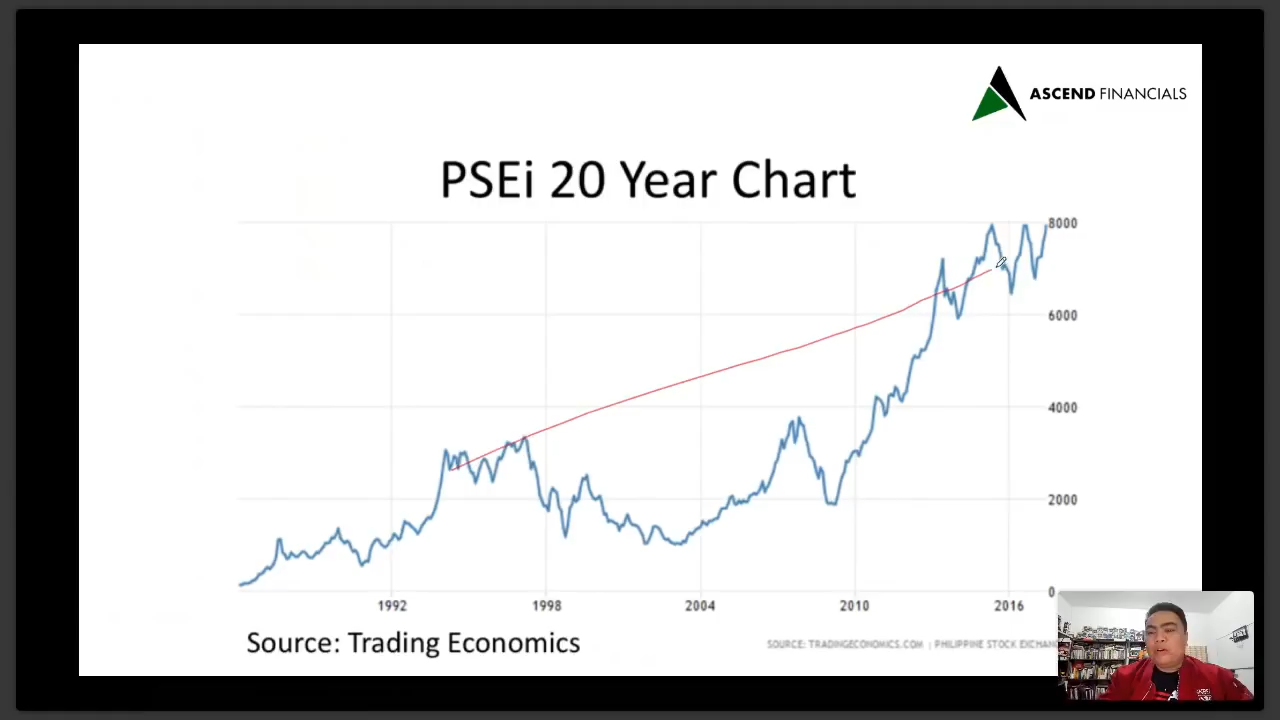 ASCEND FINANCIALS
PSEi 20 Year Chart
8000
6000
4000
2000
0
1992 1998 2004 2010 2016
Source: Trading Economics
SOURCE: TRADINGECONOMICS.COM | PHILIPPINE STOCK EXCHAN